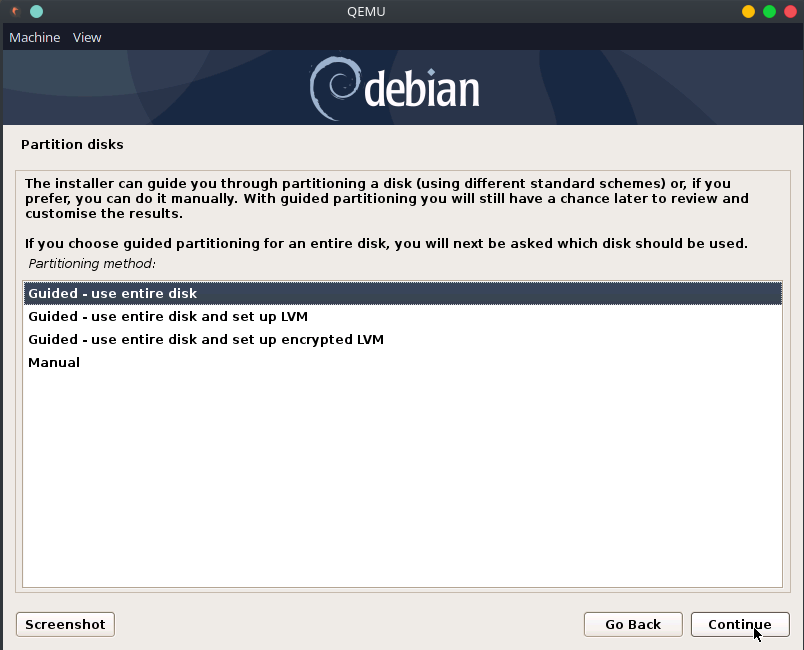 QEMU
Machine View
debian
Partition disks
The installer can guide you through partitioning a disk (using different standard schemes) or, if you
prefer, you can do it manually. With guided partitioning you will still have a chance later to review and
customise the results.
If you choose guided partitioning for an entire disk, you will next be asked which disk should be used.
Partitioning method:
Guided - use entire disk
Guided - use entire disk and set up LVM
Guided - use entire disk and set up encrypted LVM
Manual
Screenshot Go Back Continue